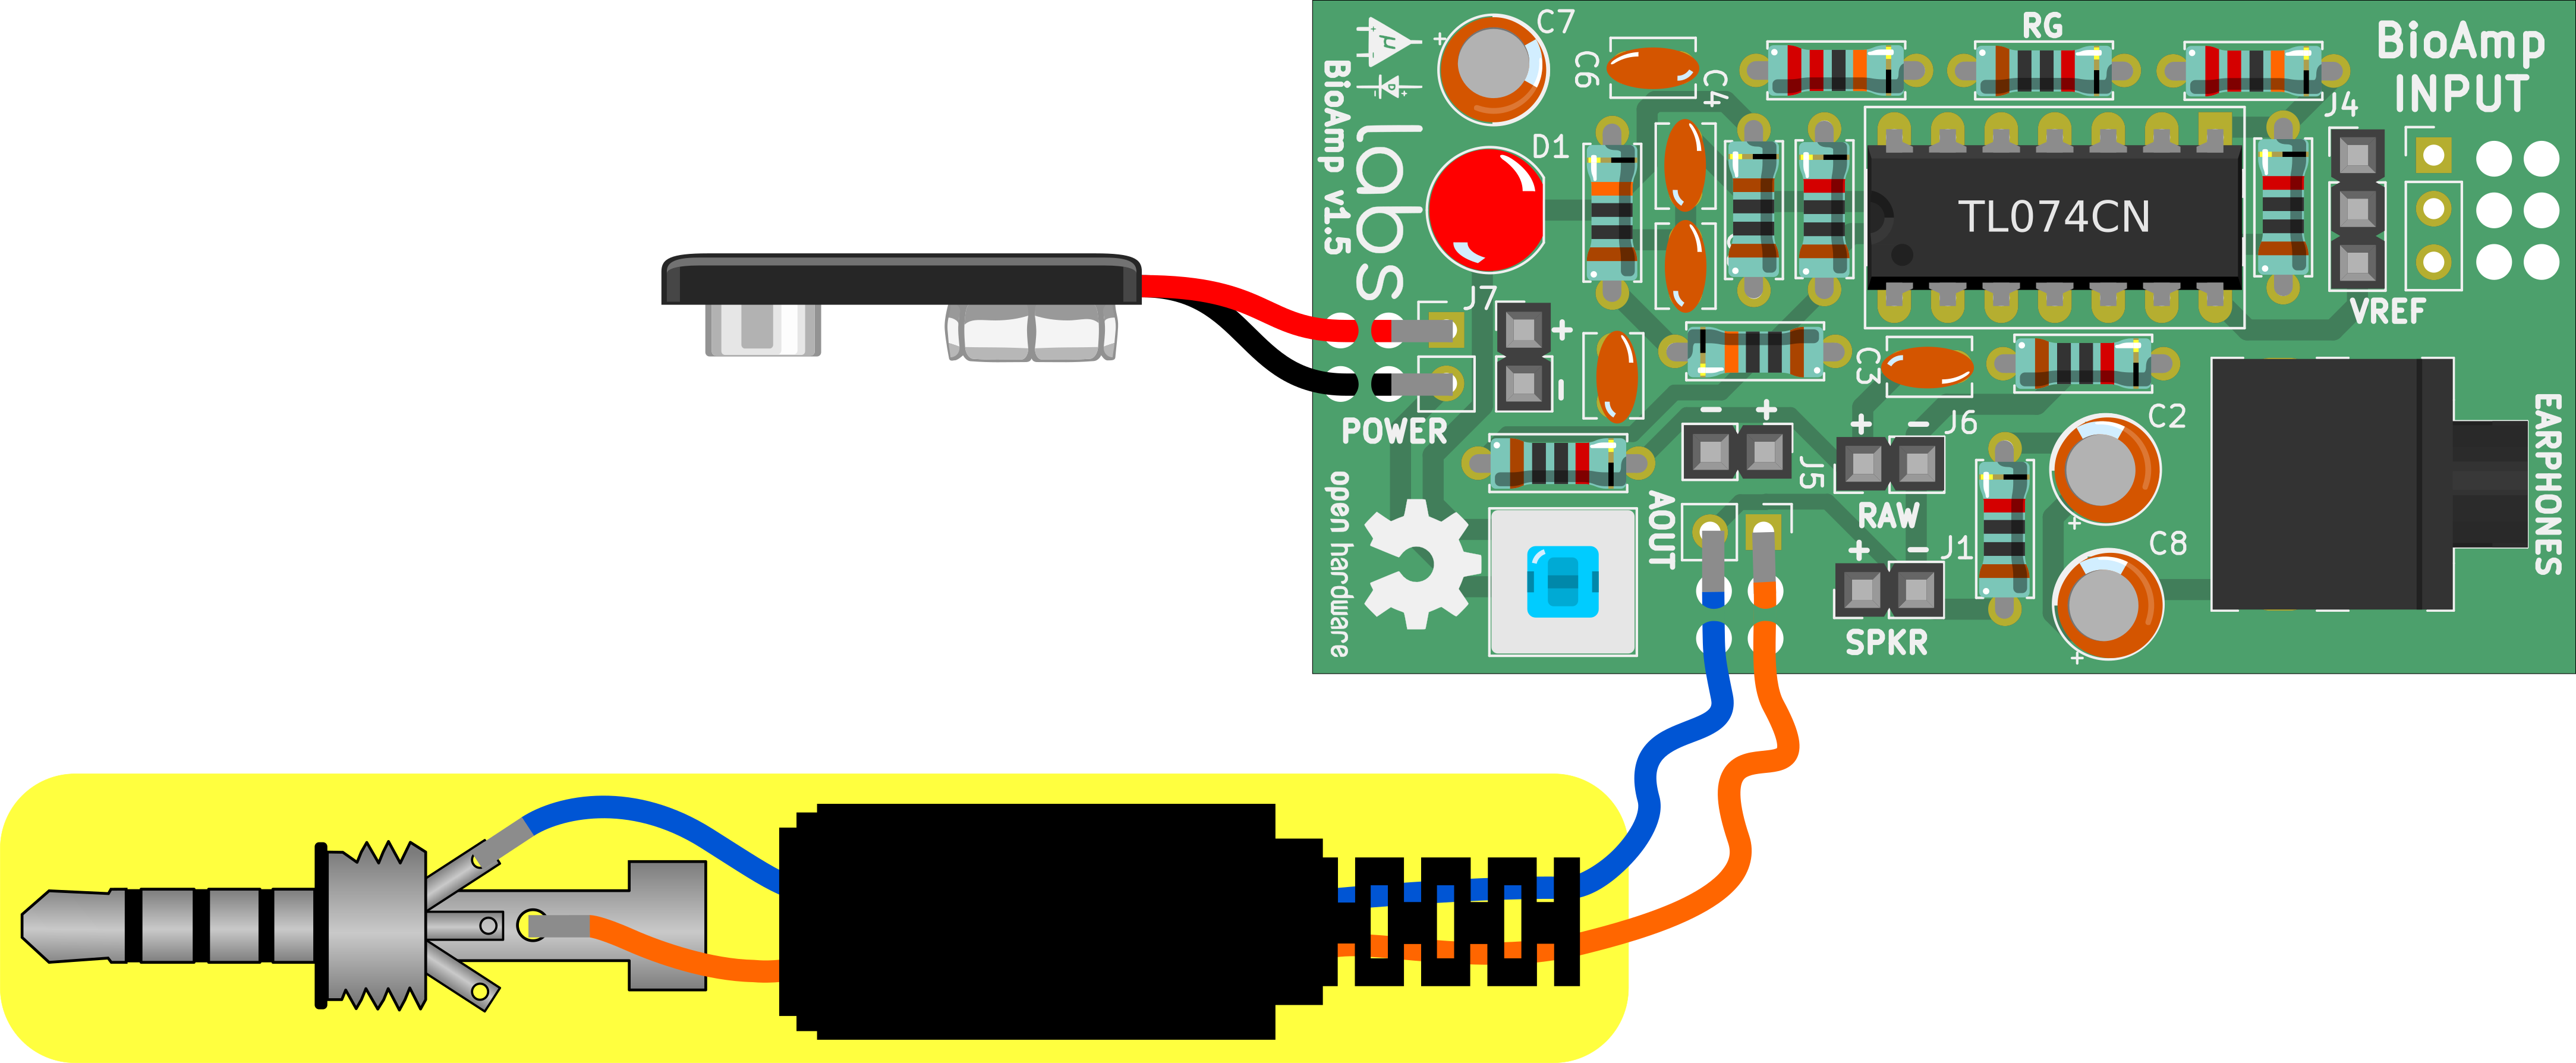 C7
C6
C4
RG
BioAmp
INPUT
J4
BioAmp v1.5
labs
D1
TL074CN
VREF
J7
+
-
POWER
C3
- +
J5
+ -
J6
RAW
C2
AOUT
+ -
J1
SPKR
C8
EARPHONES
open hardware